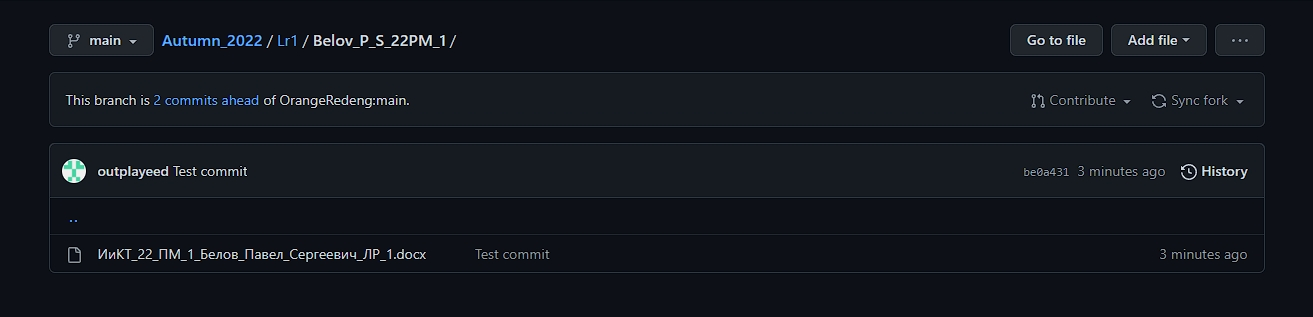 main Autumn_2022 / Lr1 / Belov_P_S_22PM_1 / Go to file Add file ...
This branch is 2 commits ahead of OrangeRedeng:main. Contribute Sync fork
outplayeed Test commit be0a431 3 minutes ago History
..
ИиКТ_22_ПМ_1_Белов_Павел_Сергеевич_ЛР_1.docx Test commit 3 minutes ago